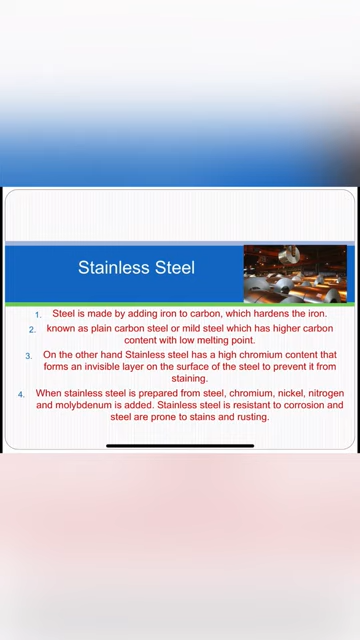 Stainless Steel
1. Steel is made by adding iron to carbon, which hardens the iron.
2. known as plain carbon steel or mild steel which has higher carbon
content with low melting point.
3. On the other hand Stainless steel has a high chromium content that
forms an invisible layer on the surface of the steel to prevent it from
staining.
4. When stainless steel is prepared from steel, chromium, nickel, nitrogen
and molybdenum is added. Stainless steel is resistant to corrosion and
steel are prone to stains and rusting.